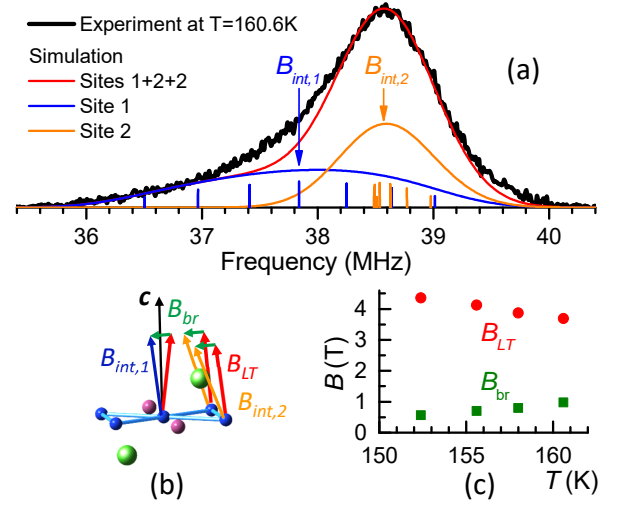 Experiment at T=160.6K
Simulation
Sites 1+2+2
Site 1
Site 2
B_int,1
B_int,2
(a)
36 37 38 39 40
Frequency (MHz)
c
B_br
B_int,1
B_LT
B_int,2
(b)
B (T)
4
3
2
1
0
B_LT
B_br
150 155 160
T (K)
(c)